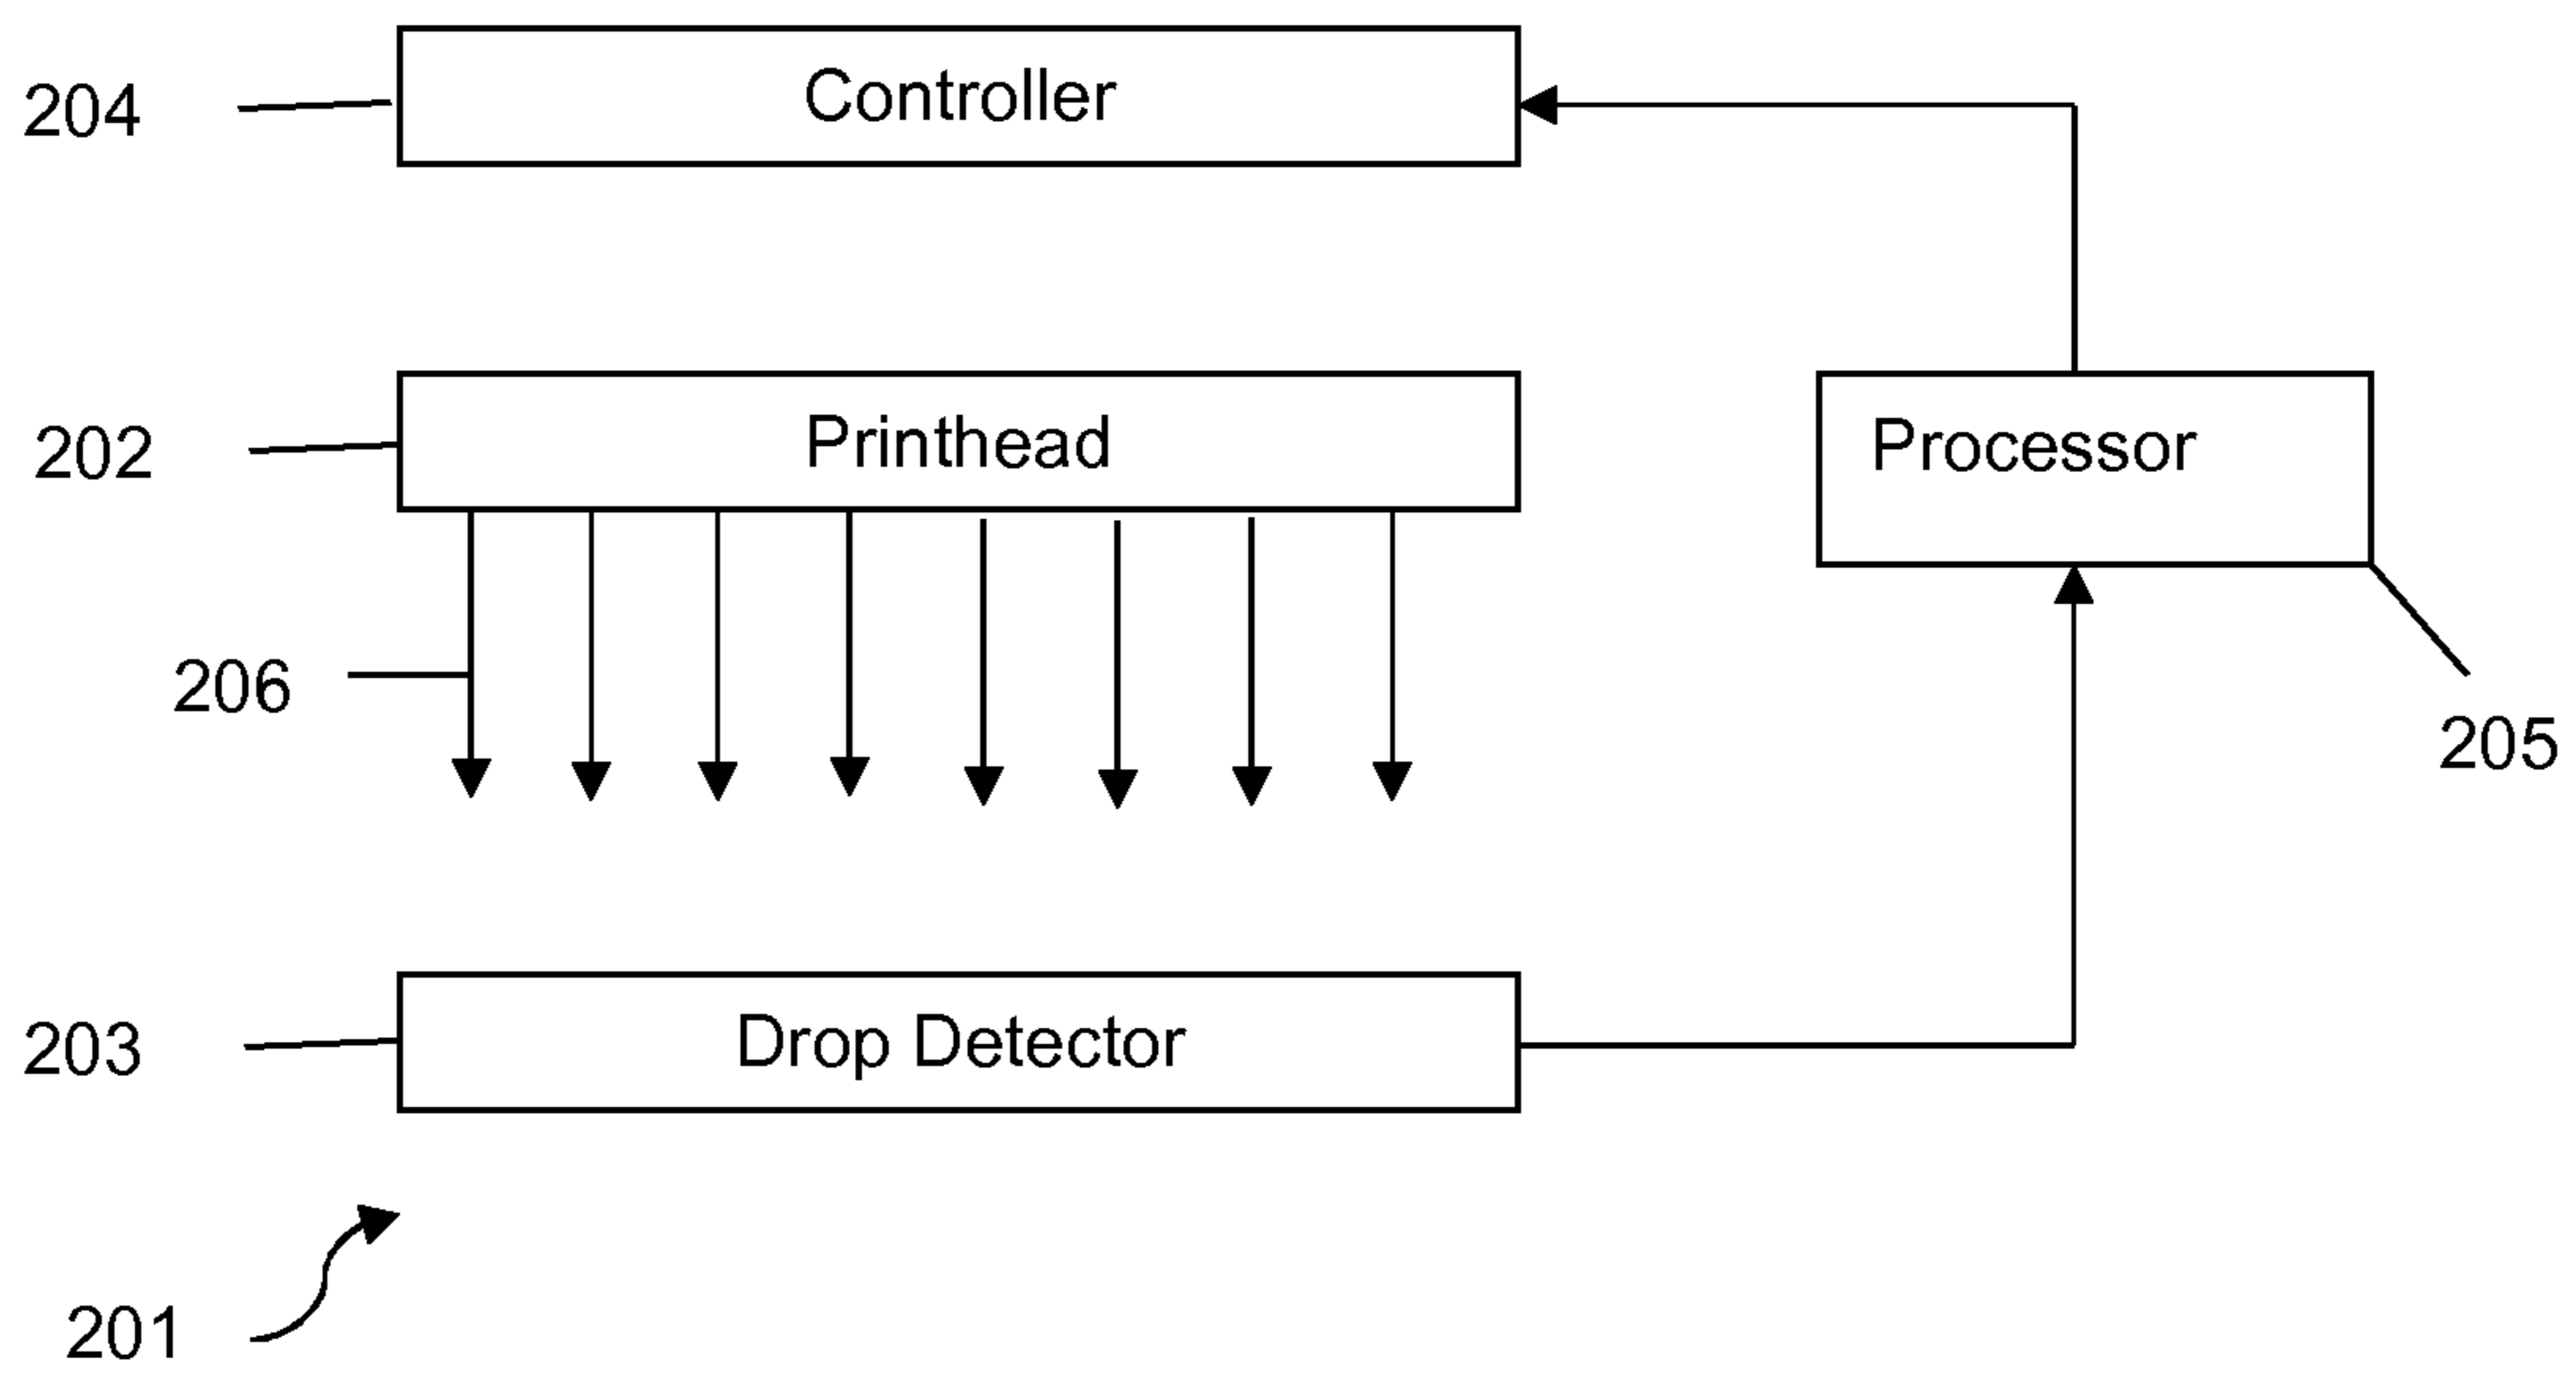 204
Controller
202
Printhead
Processor
206
205
203
Drop Detector
201